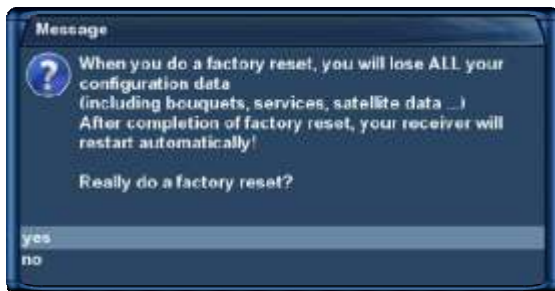 Message
When you do a factory reset, you will lose ALL your
configuration data
(including bouquets, services, satellite data ...)
After completion of factory reset, your receiver will
restart automatically!
Really do a factory reset?
yes
no